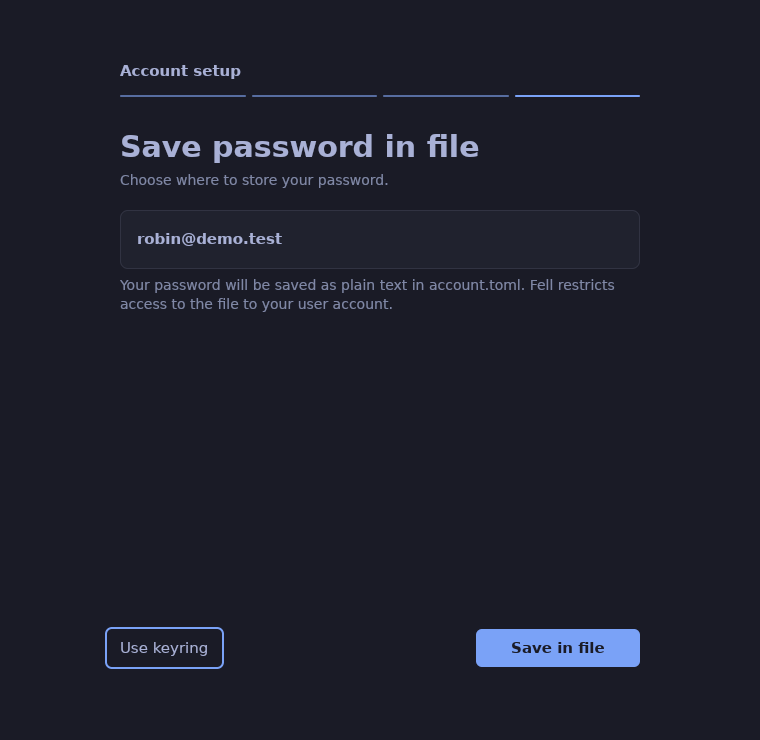 Account setup
Save password in file
Choose where to store your password.
robin@demo.test
Your password will be saved as plain text in account.toml. Fell restricts
access to the file to your user account.
Use keyring
Save in file